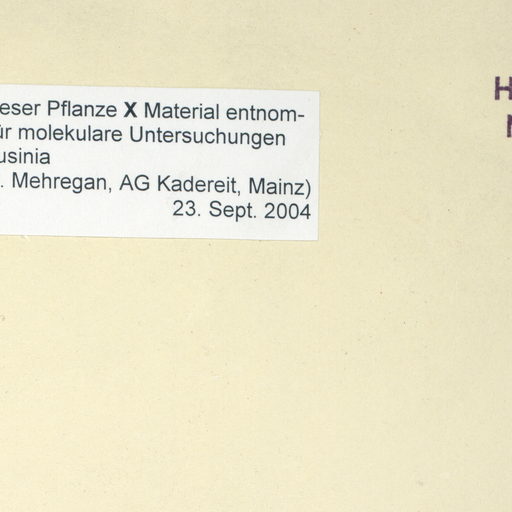 eser Pflanze X Material entnom-
ür molekulare Untersuchungen
usinia
. Mehregan, AG Kadereit, Mainz)
23. Sept. 2004
H